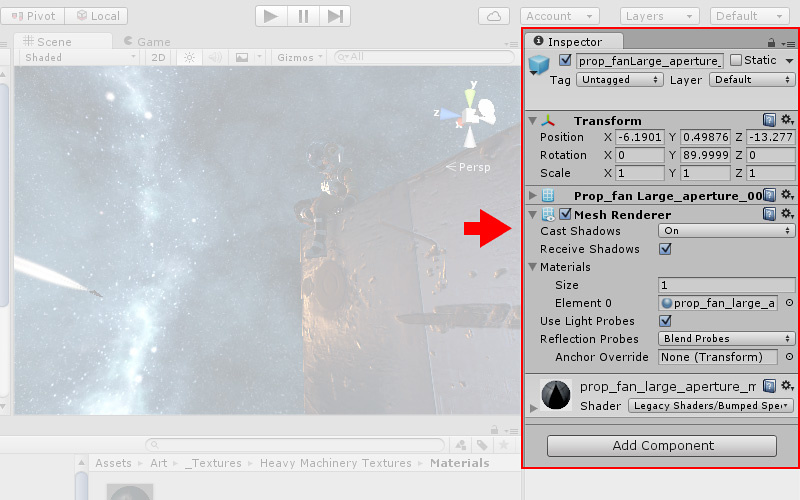 Pivot Local Account Layers Default
Scene Game
Shaded 2D Gizmos All
y
z
x
Persp
Assets Art _Textures Heavy Machinery Textures Materials
Inspector
prop_fanLarge_aperture_ Static
Tag Untagged Layer Default
Transform
Position X -6.1901 Y 0.49876 Z -13.277
Rotation X 0 Y 89.9999 Z 0
Scale X 1 Y 1 Z 1
Prop_fan Large_aperture_00
Mesh Renderer
Cast Shadows On
Receive Shadows
Materials
Size 1
Element 0 prop_fan_large_a
Use Light Probes
Reflection Probes Blend Probes
Anchor Override None (Transform)
prop_fan_large_aperture_m
Shader Legacy Shaders/Bumped Spe
Add Component